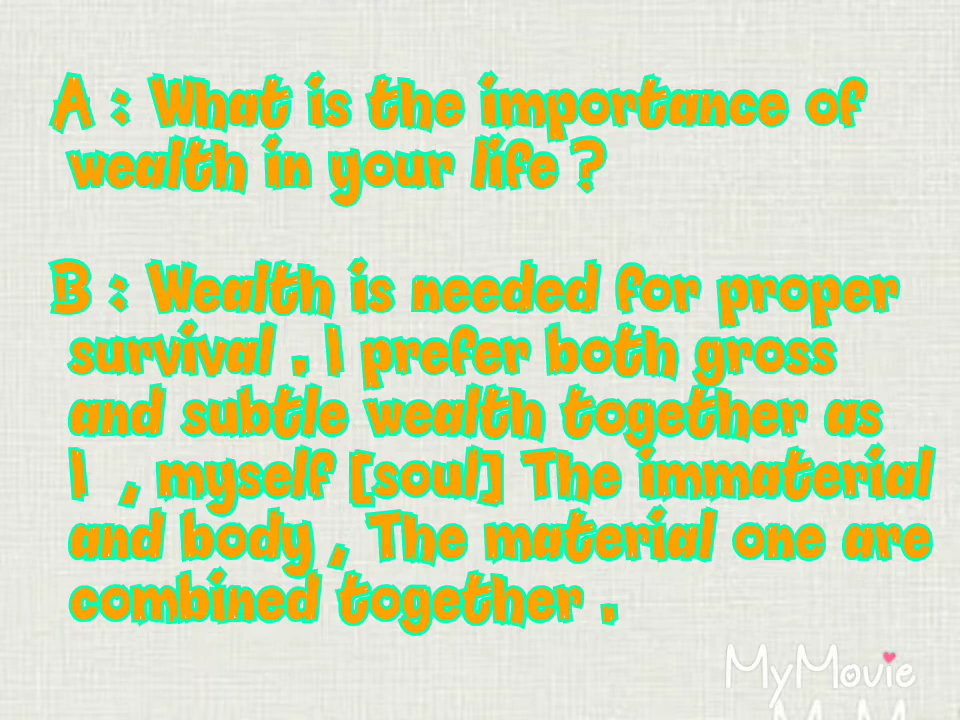 A : What is the importance of
wealth in your life ?
B : Wealth is needed for proper
survival . I prefer both gross
and subtle wealth together as
I , myself [soul] The immaterial
and body , The material one are
combined together .
MyMovie